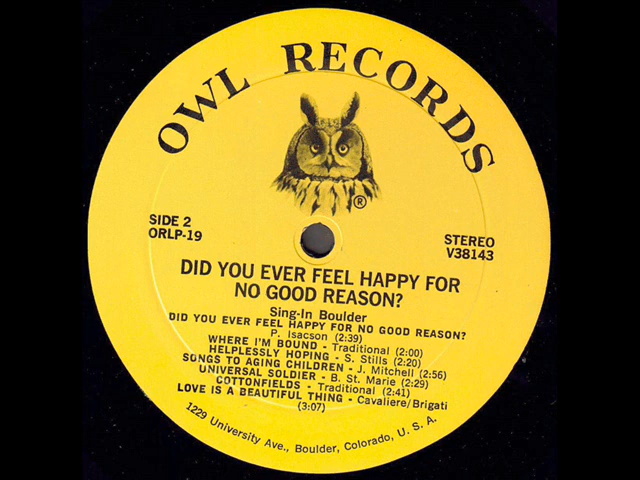 OWL RECORDS
®
SIDE 2
ORLP-19
STEREO
V38143
DID YOU EVER FEEL HAPPY FOR
NO GOOD REASON?
Sing-In Boulder
DID YOU EVER FEEL HAPPY FOR NO GOOD REASON?
P. Isacson (2:39)
WHERE I'M BOUND - Traditional (2:00)
HELPLESSLY HOPING - S. Stills (2:20)
SONGS TO AGING CHILDREN - J. Mitchell (2:56)
UNIVERSAL SOLDIER - B. St. Marie (2:29)
COTTONFIELDS - Traditional (2:41)
LOVE IS A BEAUTIFUL THING - Cavaliere/Brigati
(3:07)
1229 University Ave., Boulder, Colorado, U. S. A.